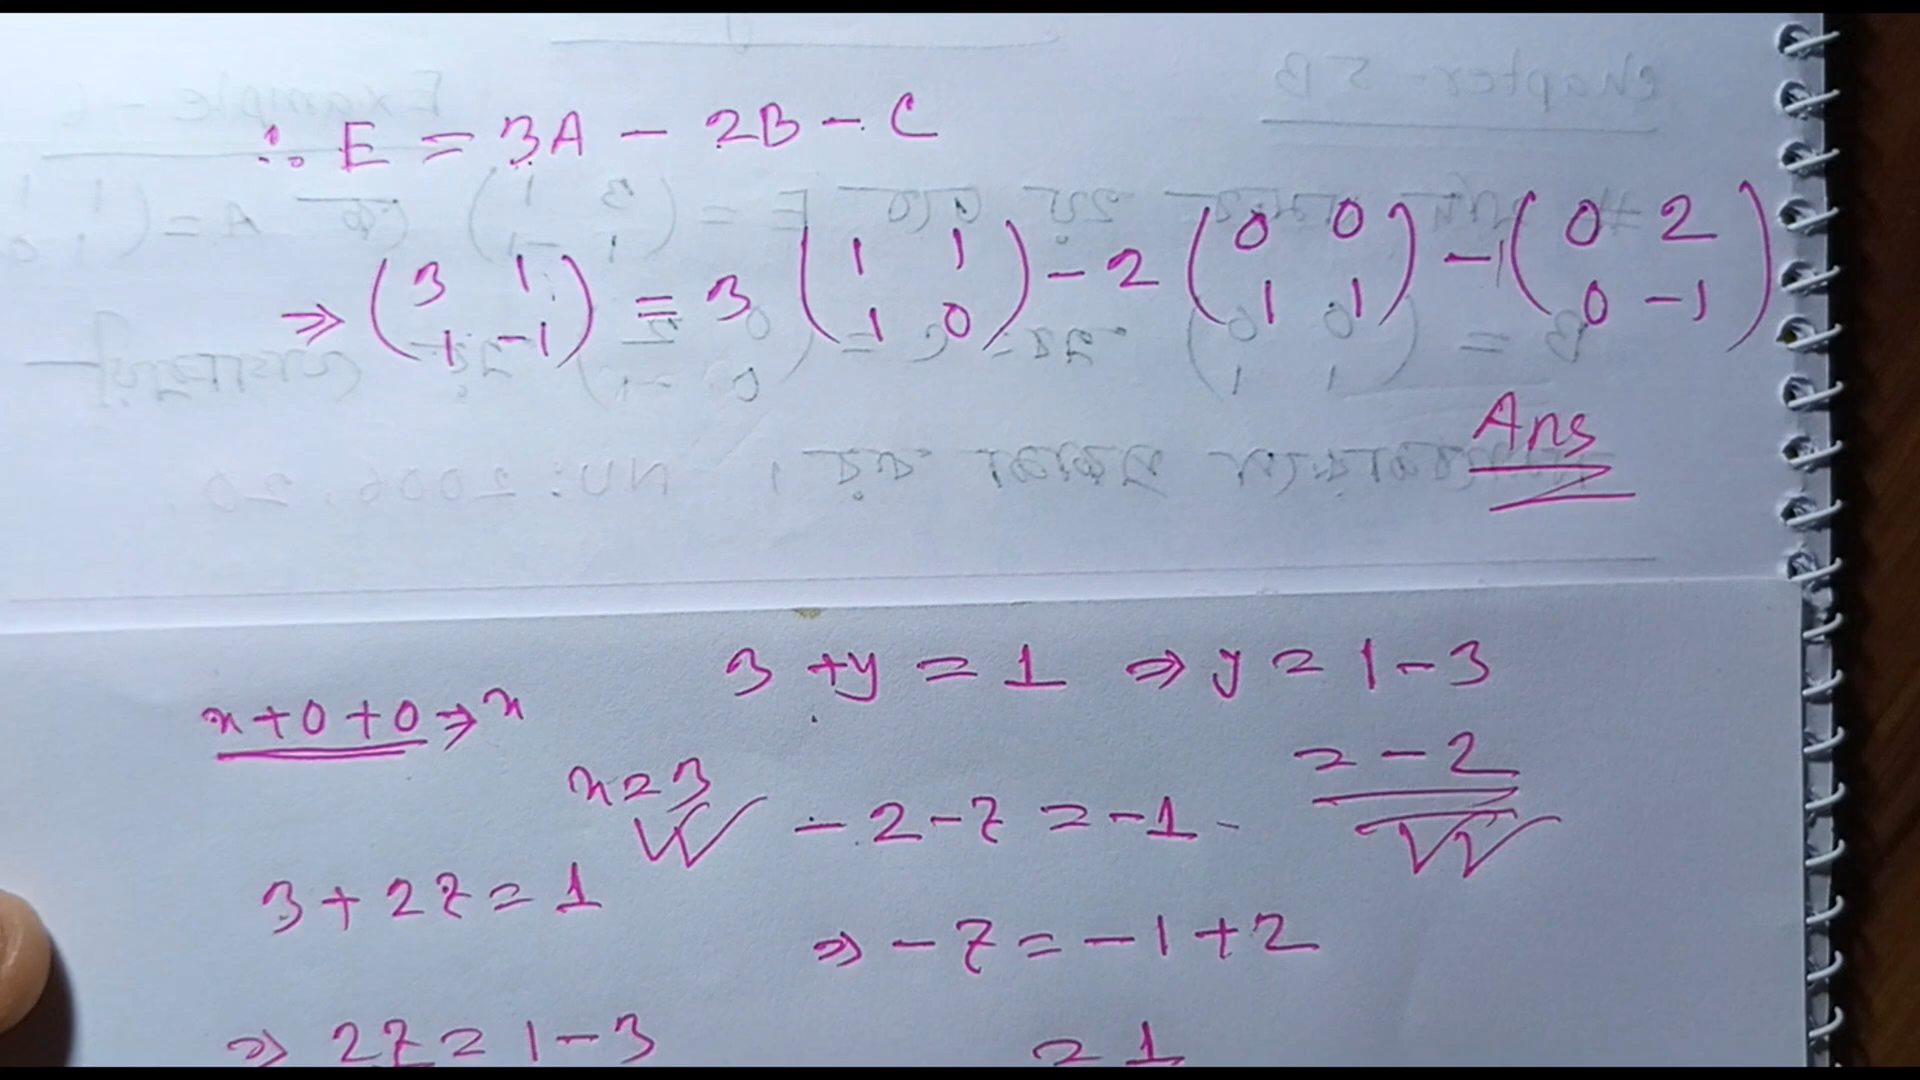 ∴ E = 3A - 2B - C
⇒ (3 1 / 1 -1) = 3 (1 1 / 1 0) - 2 (0 0 / 1 1) - 1 (0 2 / 0 -1)
Ans
3 + y = 1 ⇒ y = 1 - 3
x + 0 + 0 ⇒ x
= -2
x = 3
-2 - z = -1
3 + 2z = 1
⇒ -z = -1 + 2
⇒ 2z = 1 - 3
= 1